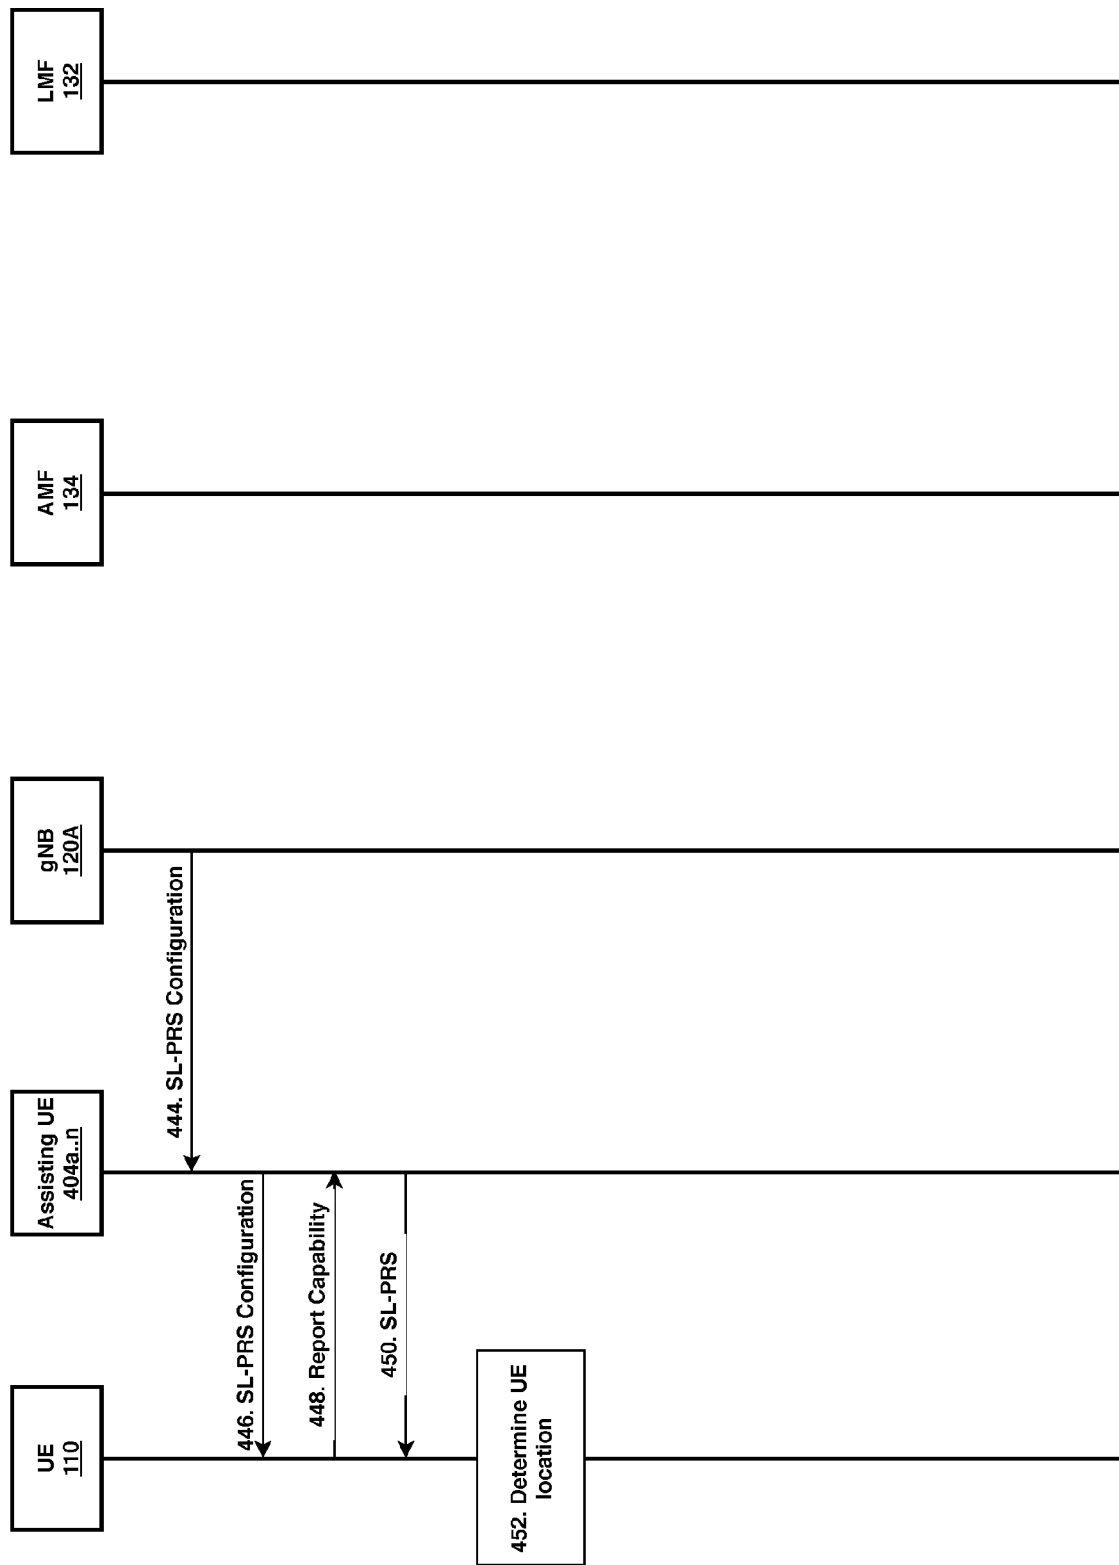 UE
110
Assisting UE
404a..n
gNB
120A
AMF
134
LMF
132
444. SL-PRS Configuration
446. SL-PRS Configuration
448. Report Capability
450. SL-PRS
452. Determine UE
location